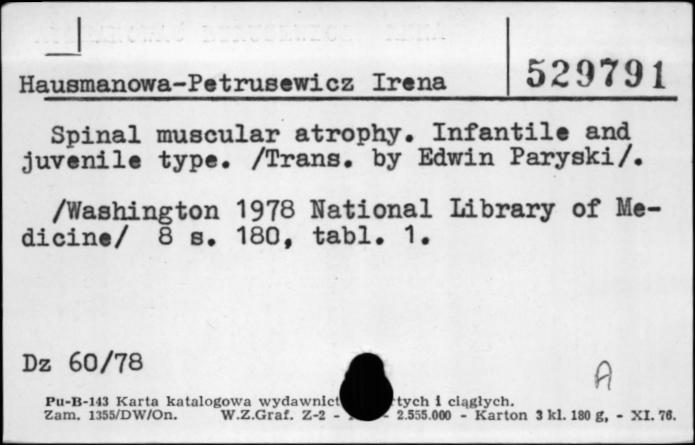 Hausmanowa-Petrusewicz Irena
529791
Spinal muscular atrophy. Infantile and
juvenile type. /Trans. by Edwin Paryski/.
/Washington 1978 National Library of Me-
dicine/ 8 s. 180, tabl. 1.
Dz 60/78
A
Pu-B-143 Karta katalogowa wydawnict tych i ciągłych.
Zam. 1355/DW/On. W.Z.Graf. Z-2 - - 2.555.000 - Karton 3 kl. 180 g, - XI. 76.